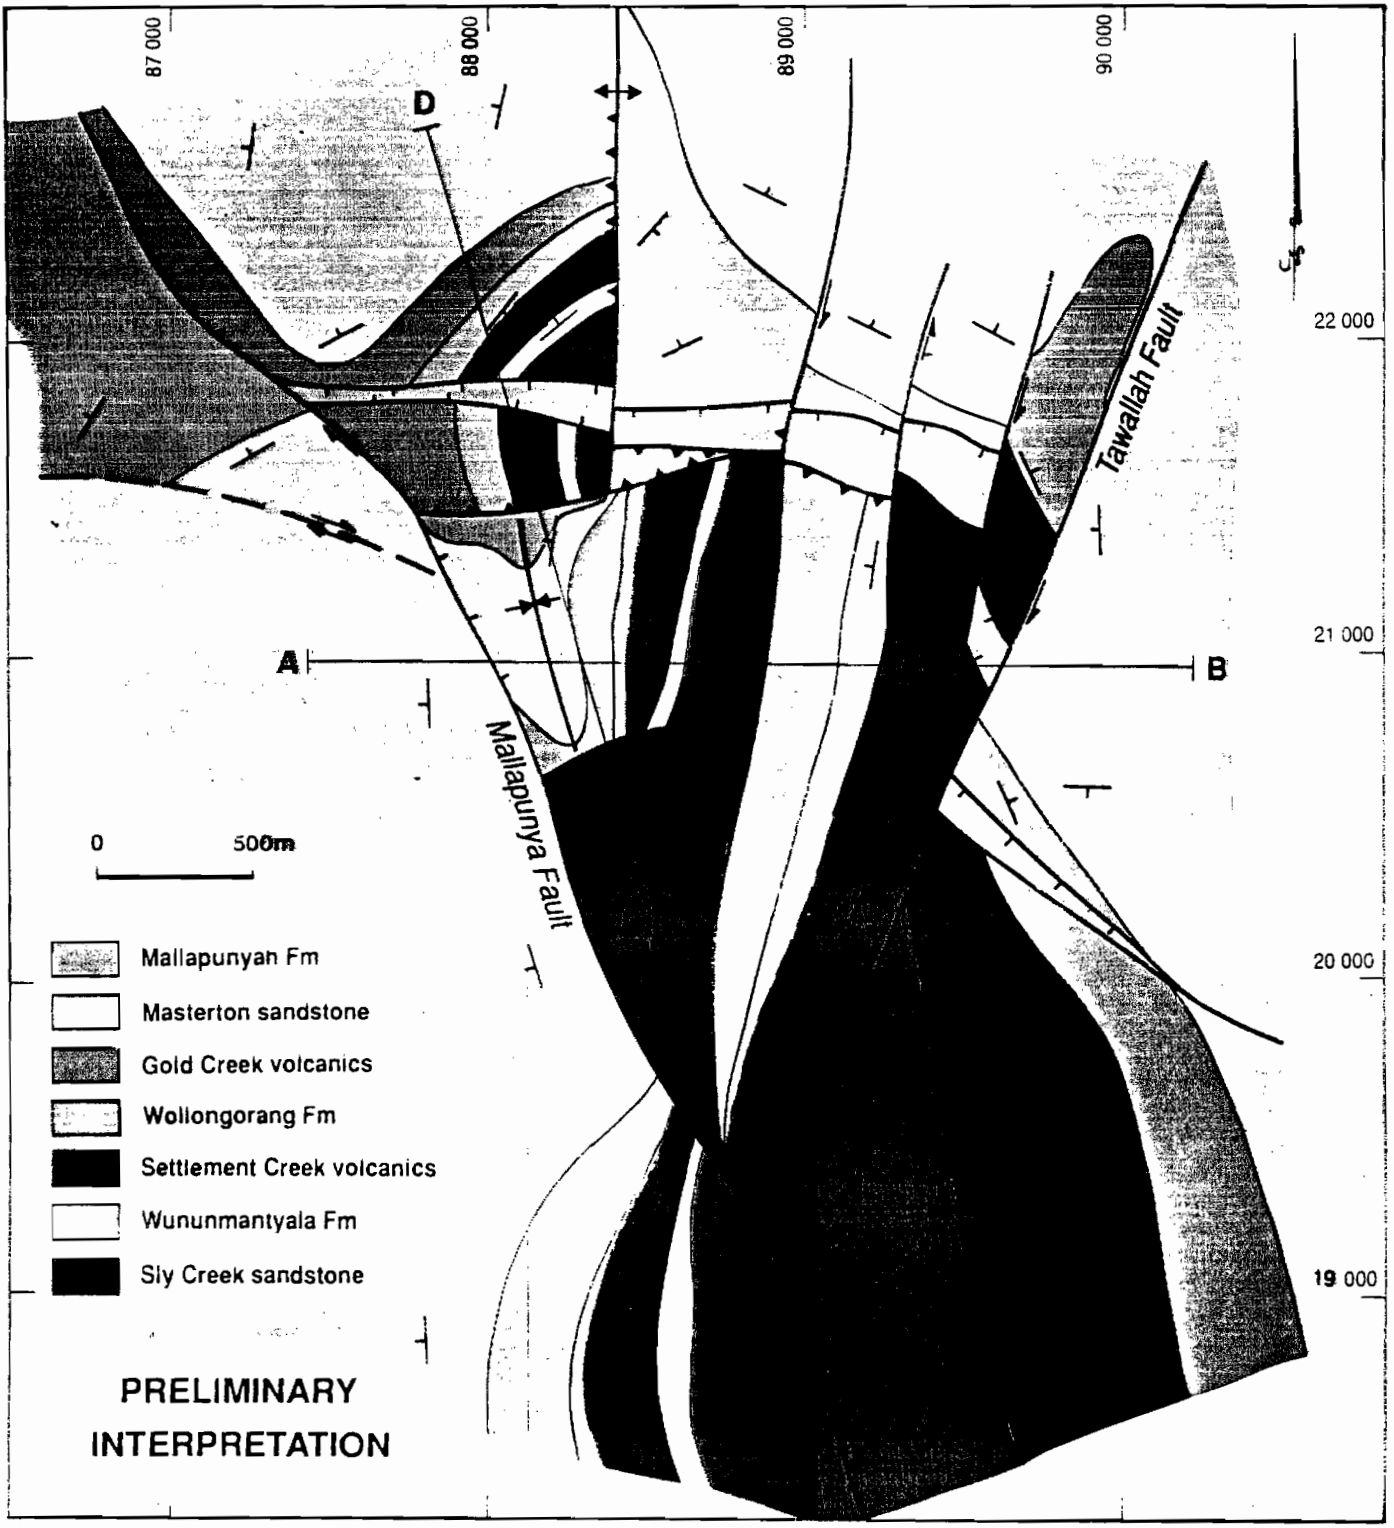 87 000
88 000
89 000
90 000
D
22 000
Tawallah Fault
21 000
A
B
Mallapunya Fault
0 500m
20 000
Mallapunyah Fm
Masterton sandstone
Gold Creek volcanics
Wollongorang Fm
Settlement Creek volcanics
Wununmantyala Fm
Sly Creek sandstone
19 000
PRELIMINARY
INTERPRETATION